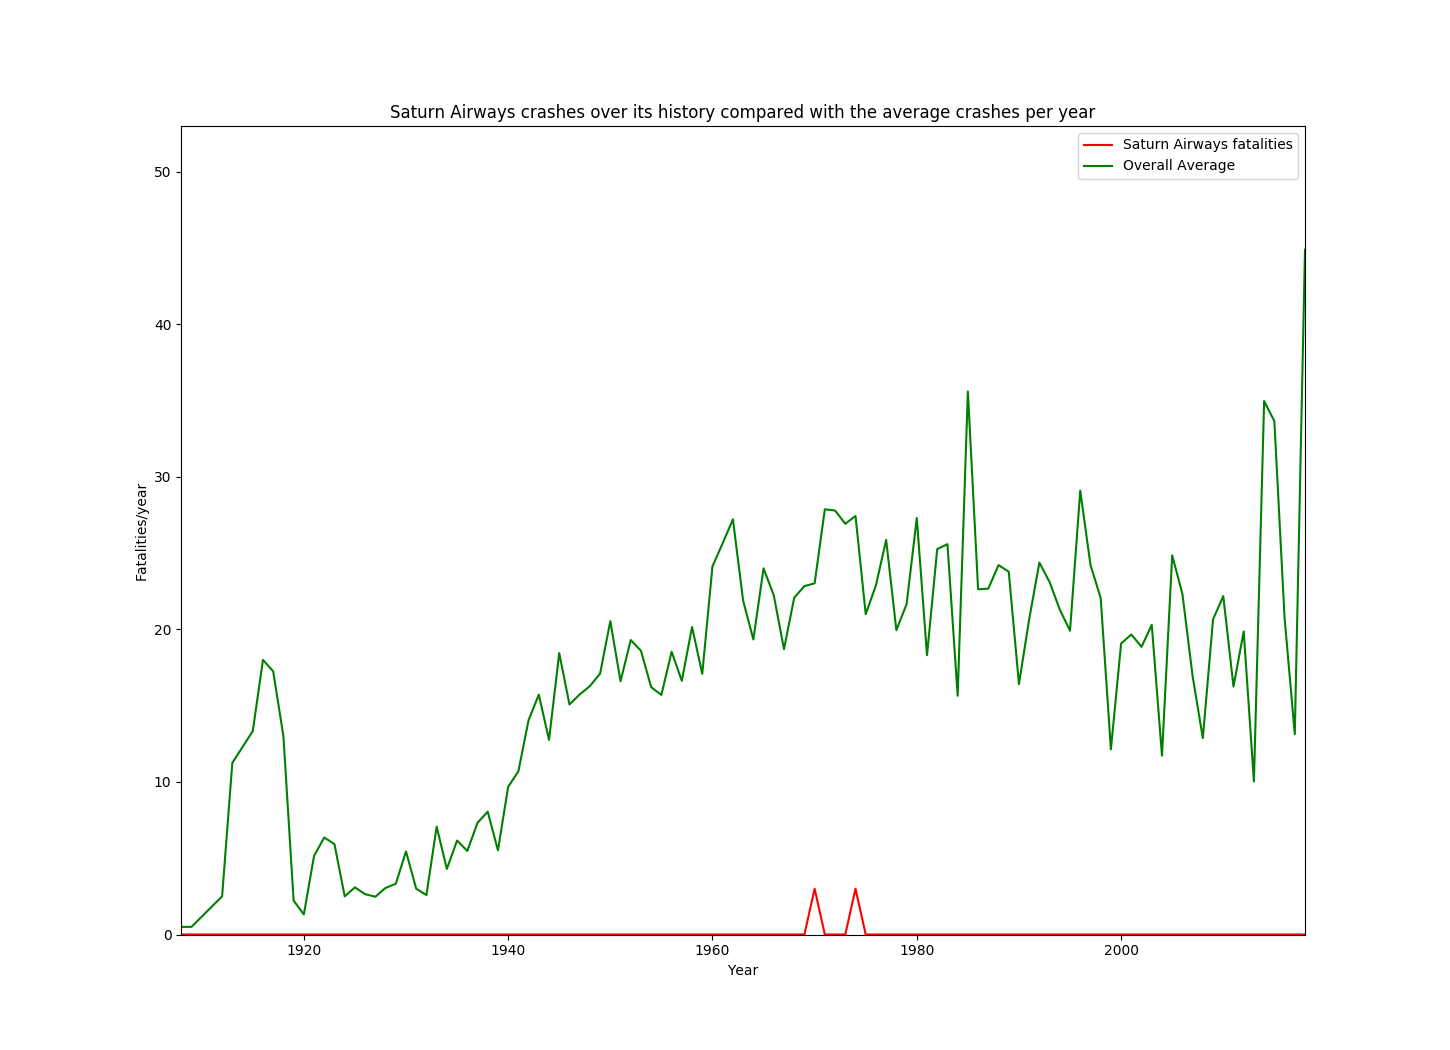 Saturn Airways crashes over its history compared with the average crashes per year
Saturn Airways fatalities
Overall Average
50
40
30
20
10
0
Fatalities/year
1920
1940
1960
1980
2000
Year